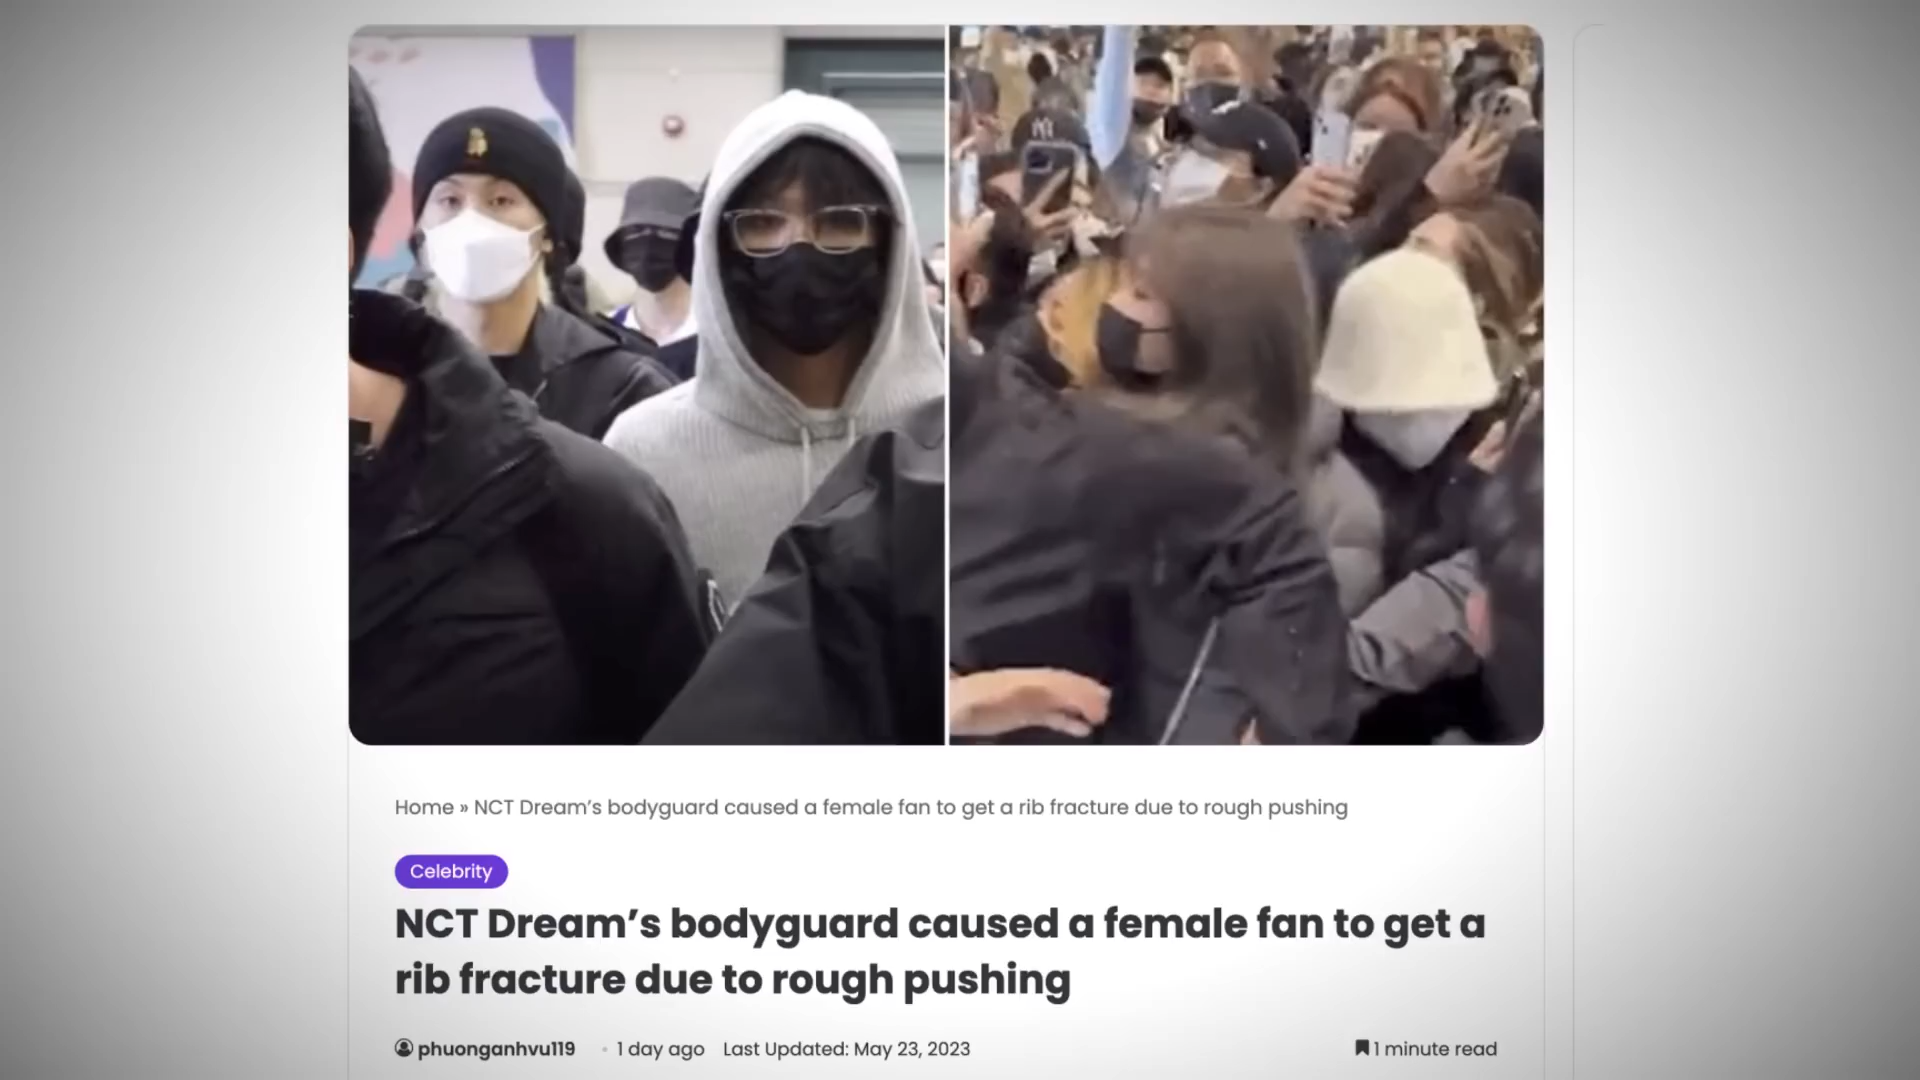 NY
Home » NCT Dream’s bodyguard caused a female fan to get a rib fracture due to rough pushing
Celebrity
NCT Dream’s bodyguard caused a female fan to get a
rib fracture due to rough pushing
phuonganhvu119 • 1 day ago Last Updated: May 23, 2023 1 minute read